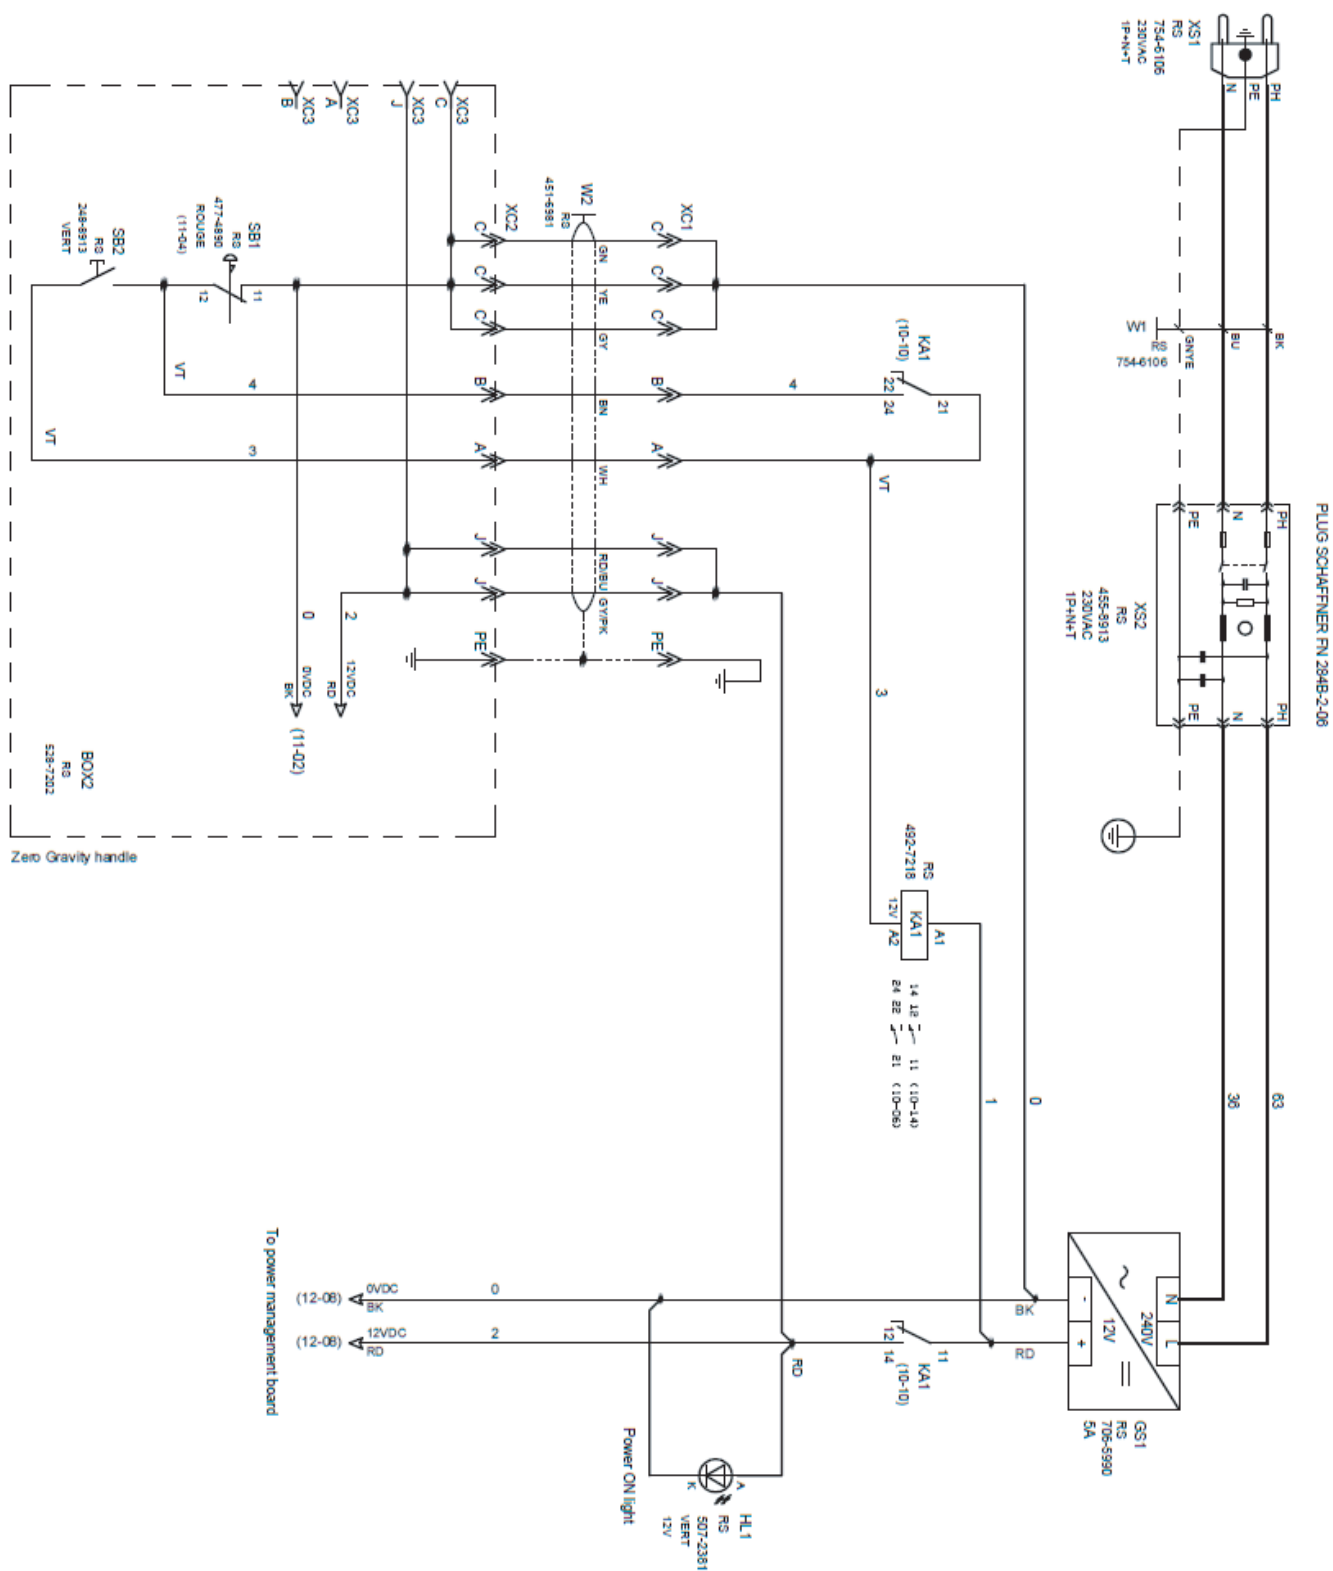 XS1
RS
754-6106
230VAC
1P+N+T
N
PE
PH
W1
RS
754-6106
GNYE
BU
BK
PLUG SCHAFFNER FN 284B-2-06
PE
N
PH
XS2
RS
455-8913
230VAC
1P+N+T
PE
N
PH
36
63
N
L
240V
12V
-
+
GS1
RS
706-5990
5A
B
XC3
A
XC3
J
XC3
C
XC3
SB2
RS
248-8913
VERT
SB1
RS
477-4890
ROUGE
(11-04)
12
11
VT
VT
4
3
XC2
C
C
C
B
A
J
J
PE
W2
RS
451-6981
GN
YE
GY
BN
WH
RD/BU
GY/PK
XC1
C
C
C
B
A
J
J
PE
4
KA1
(10-10)
22
24
21
VT
3
0
0VDC
BK
2
12VDC
RD
(11-02)
BOX2
RS
528-7202
Zero Gravity handle
RS
492-7218
KA1
12V
A2
A1
14 12 11 (10-14)
24 22 21 (10-06)
1
0
To power management board
(12-08)
0VDC
BK
0
BK
(12-08)
12VDC
RD
2
RD
12
14
11
KA1
(10-10)
RD
Power ON light
K
A
HL1
RS
507-2381
VERT
12V